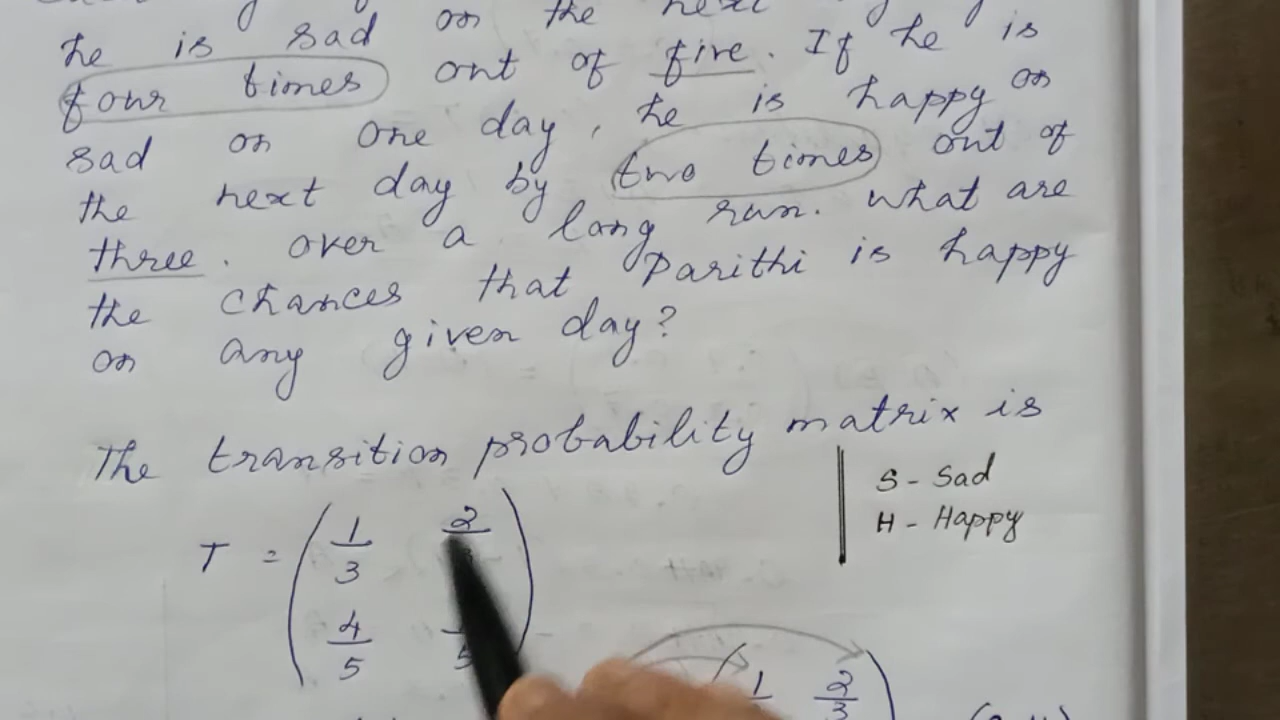 on the next
he is sad
four times out of five. If he is
sad on one day, he is happy on
the next day by two times out of
three. over a long run. what are
the chances that Parithi is happy
on any given day?
The transition probability matrix is
S - Sad
H - Happy
T = ( 1/3 2/
4/5 5 )
1 2/3